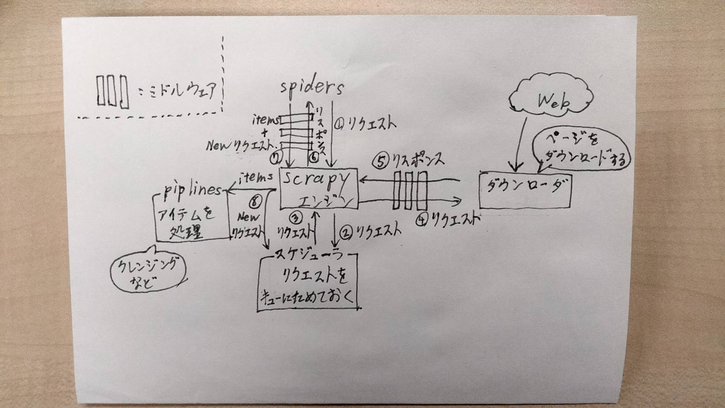 :ミドルウェア
spiders
items
+
Newリクエスト
⑦
⑥
リスポンス
①リクエスト
Web
ページを
ダウンロードする
ダウンローダ
⑤リスポンス
④リクエスト
Scrapy
エンジン
items
⑧
New
リクエスト
③
リクエスト
②リクエスト
piplines
アイテムを
処理
クレンジング
など
スケジューラ
リクエストを
キューにためておく